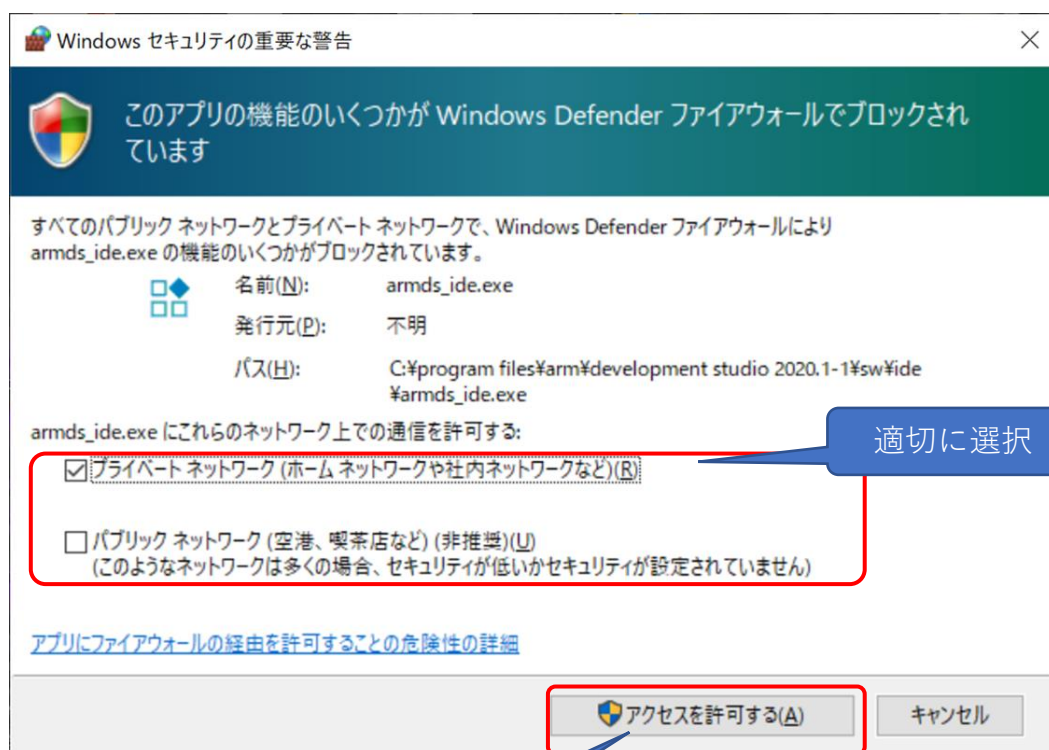 Windows セキュリティの重要な警告
このアプリの機能のいくつかが Windows Defender ファイアウォールでブロックされ
ています
すべてのパブリック ネットワークとプライベート ネットワークで、Windows Defender ファイアウォールにより
armds_ide.exe の機能のいくつかがブロックされています。
名前(N): armds_ide.exe
発行元(P): 不明
パス(H): C:¥program files¥arm¥development studio 2020.1-1¥sw¥ide
¥armds_ide.exe
armds_ide.exe にこれらのネットワーク上での通信を許可する:
適切に選択
プライベート ネットワーク (ホーム ネットワークや社内ネットワークなど)(R)
パブリック ネットワーク (空港、喫茶店など) (非推奨)(U)
(このようなネットワークは多くの場合、セキュリティが低いかセキュリティが設定されていません)
アプリにファイアウォールの経由を許可することの危険性の詳細
アクセスを許可する(A) キャンセル